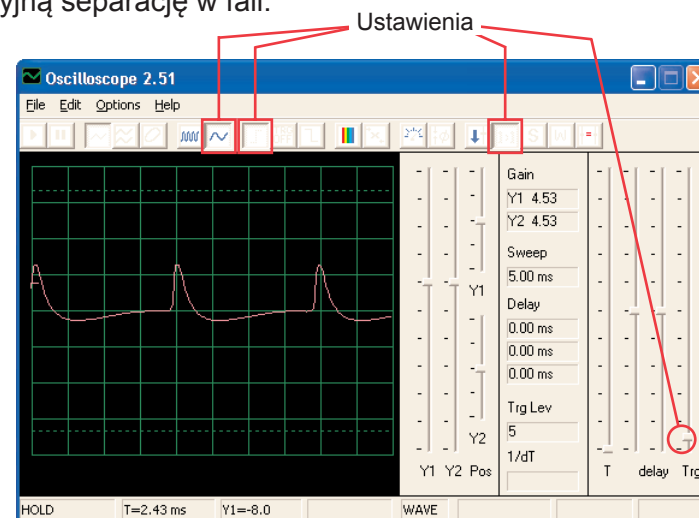 yjną separację w fali.
Ustawienia
Oscilloscope 2.51
File Edit Options Help
Gain
Y1 4.53
Y2 4.53
Sweep
5.00 ms
Y1
Delay
0.00 ms
0.00 ms
0.00 ms
Trg Lev
5
Y2
1/dT
Y1 Y2 Pos
T delay Trg
HOLD T=2.43 ms Y1=-8.0 WAVE